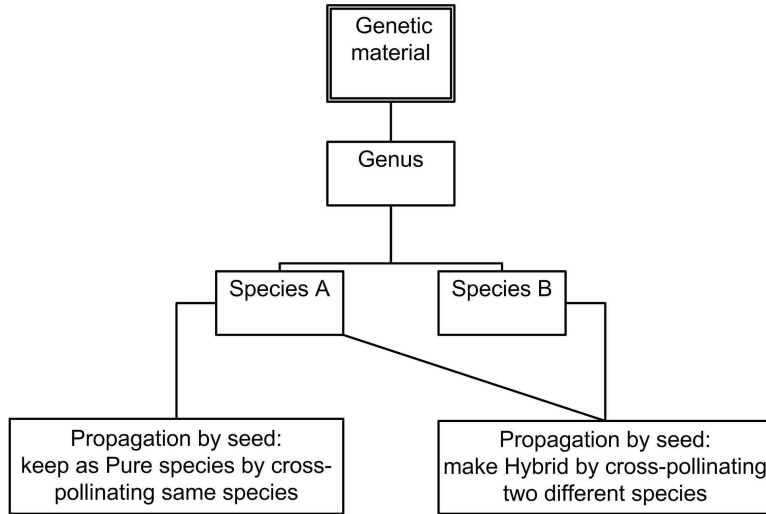 Genetic
material
Genus
Species A
Species B
Propagation by seed:
keep as Pure species by cross-
pollinating same species
Propagation by seed:
make Hybrid by cross-pollinating
two different species